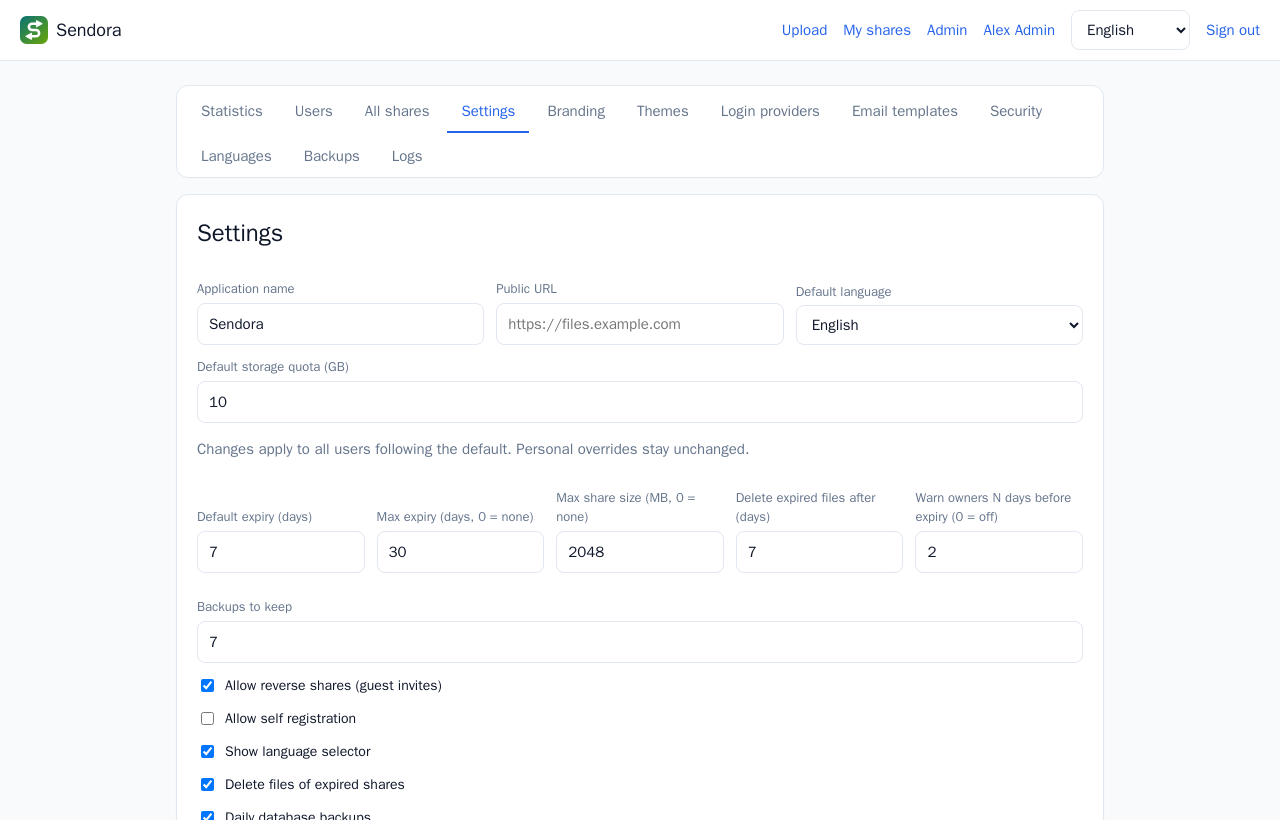 Sendora
Upload My shares Admin Alex Admin English Sign out
Statistics Users All shares Settings Branding Themes Login providers Email templates Security
Languages Backups Logs
Settings
Application name Public URL Default language
Sendora https://files.example.com English
Default storage quota (GB)
10
Changes apply to all users following the default. Personal overrides stay unchanged.
Default expiry (days)
7
Max expiry (days, 0 = none)
30
Max share size (MB, 0 =
none)
2048
Delete expired files after
(days)
7
Warn owners N days before
expiry (0 = off)
2
Backups to keep
7
Allow reverse shares (guest invites)
Allow self registration
Show language selector
Delete files of expired shares
Daily database backups